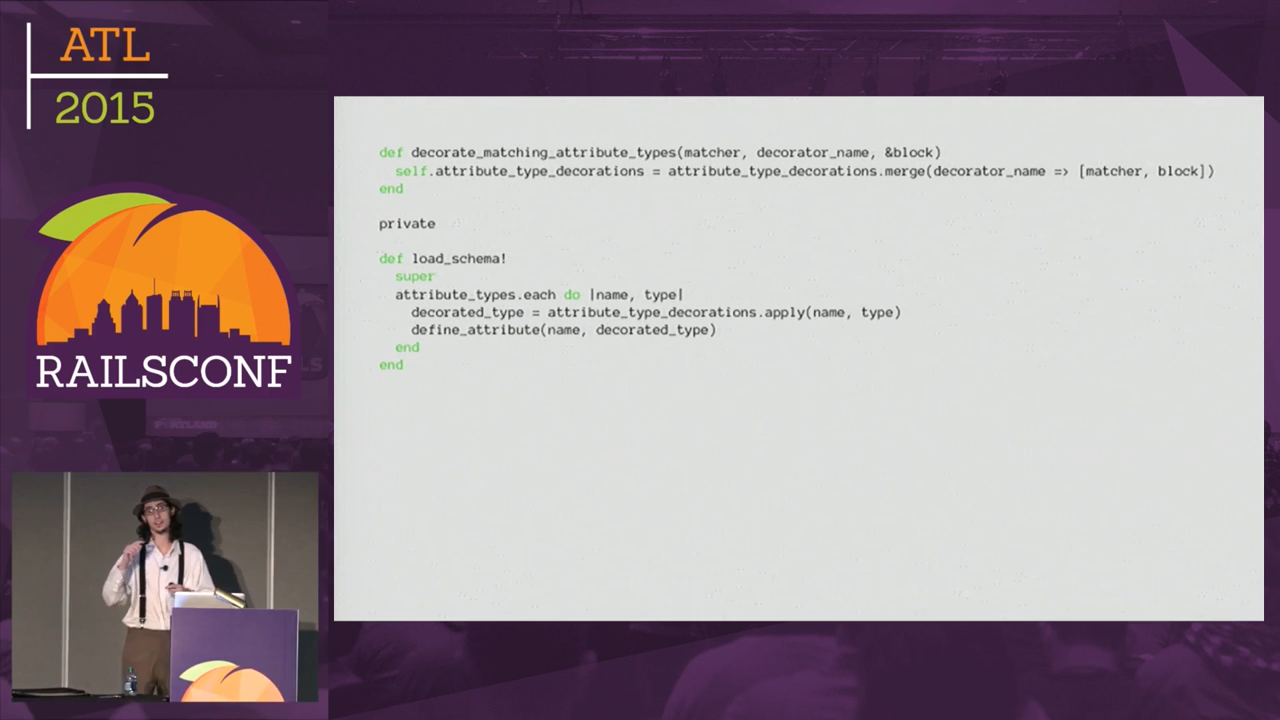 ATL
2015
RAILSCONF
def decorate_matching_attribute_types(matcher, decorator_name, &block)
self.attribute_type_decorations = attribute_type_decorations.merge(decorator_name => [matcher, block])
end
private
def load_schema!
super
attribute_types.each do |name, type|
decorated_type = attribute_type_decorations.apply(name, type)
define_attribute(name, decorated_type)
end
end